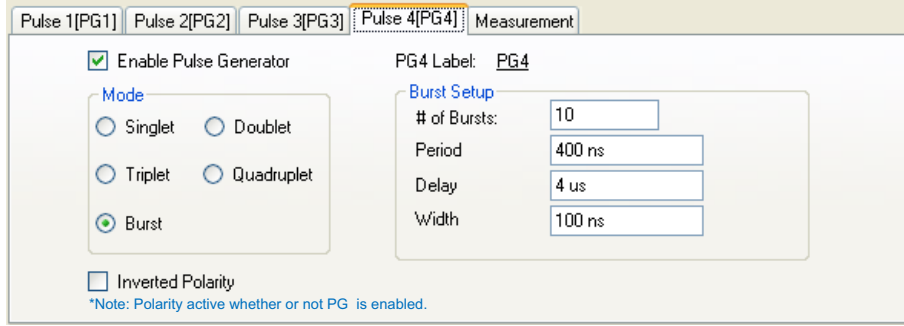 Pulse 1[PG1] Pulse 2[PG2] Pulse 3[PG3] Pulse 4[PG4] Measurement
Enable Pulse Generator
PG4 Label: PG4
Mode
Singlet Doublet
Triplet Quadruplet
Burst
Burst Setup
# of Bursts: 10
Period 400 ns
Delay 4 us
Width 100 ns
Inverted Polarity
*Note: Polarity active whether or not PG is enabled.